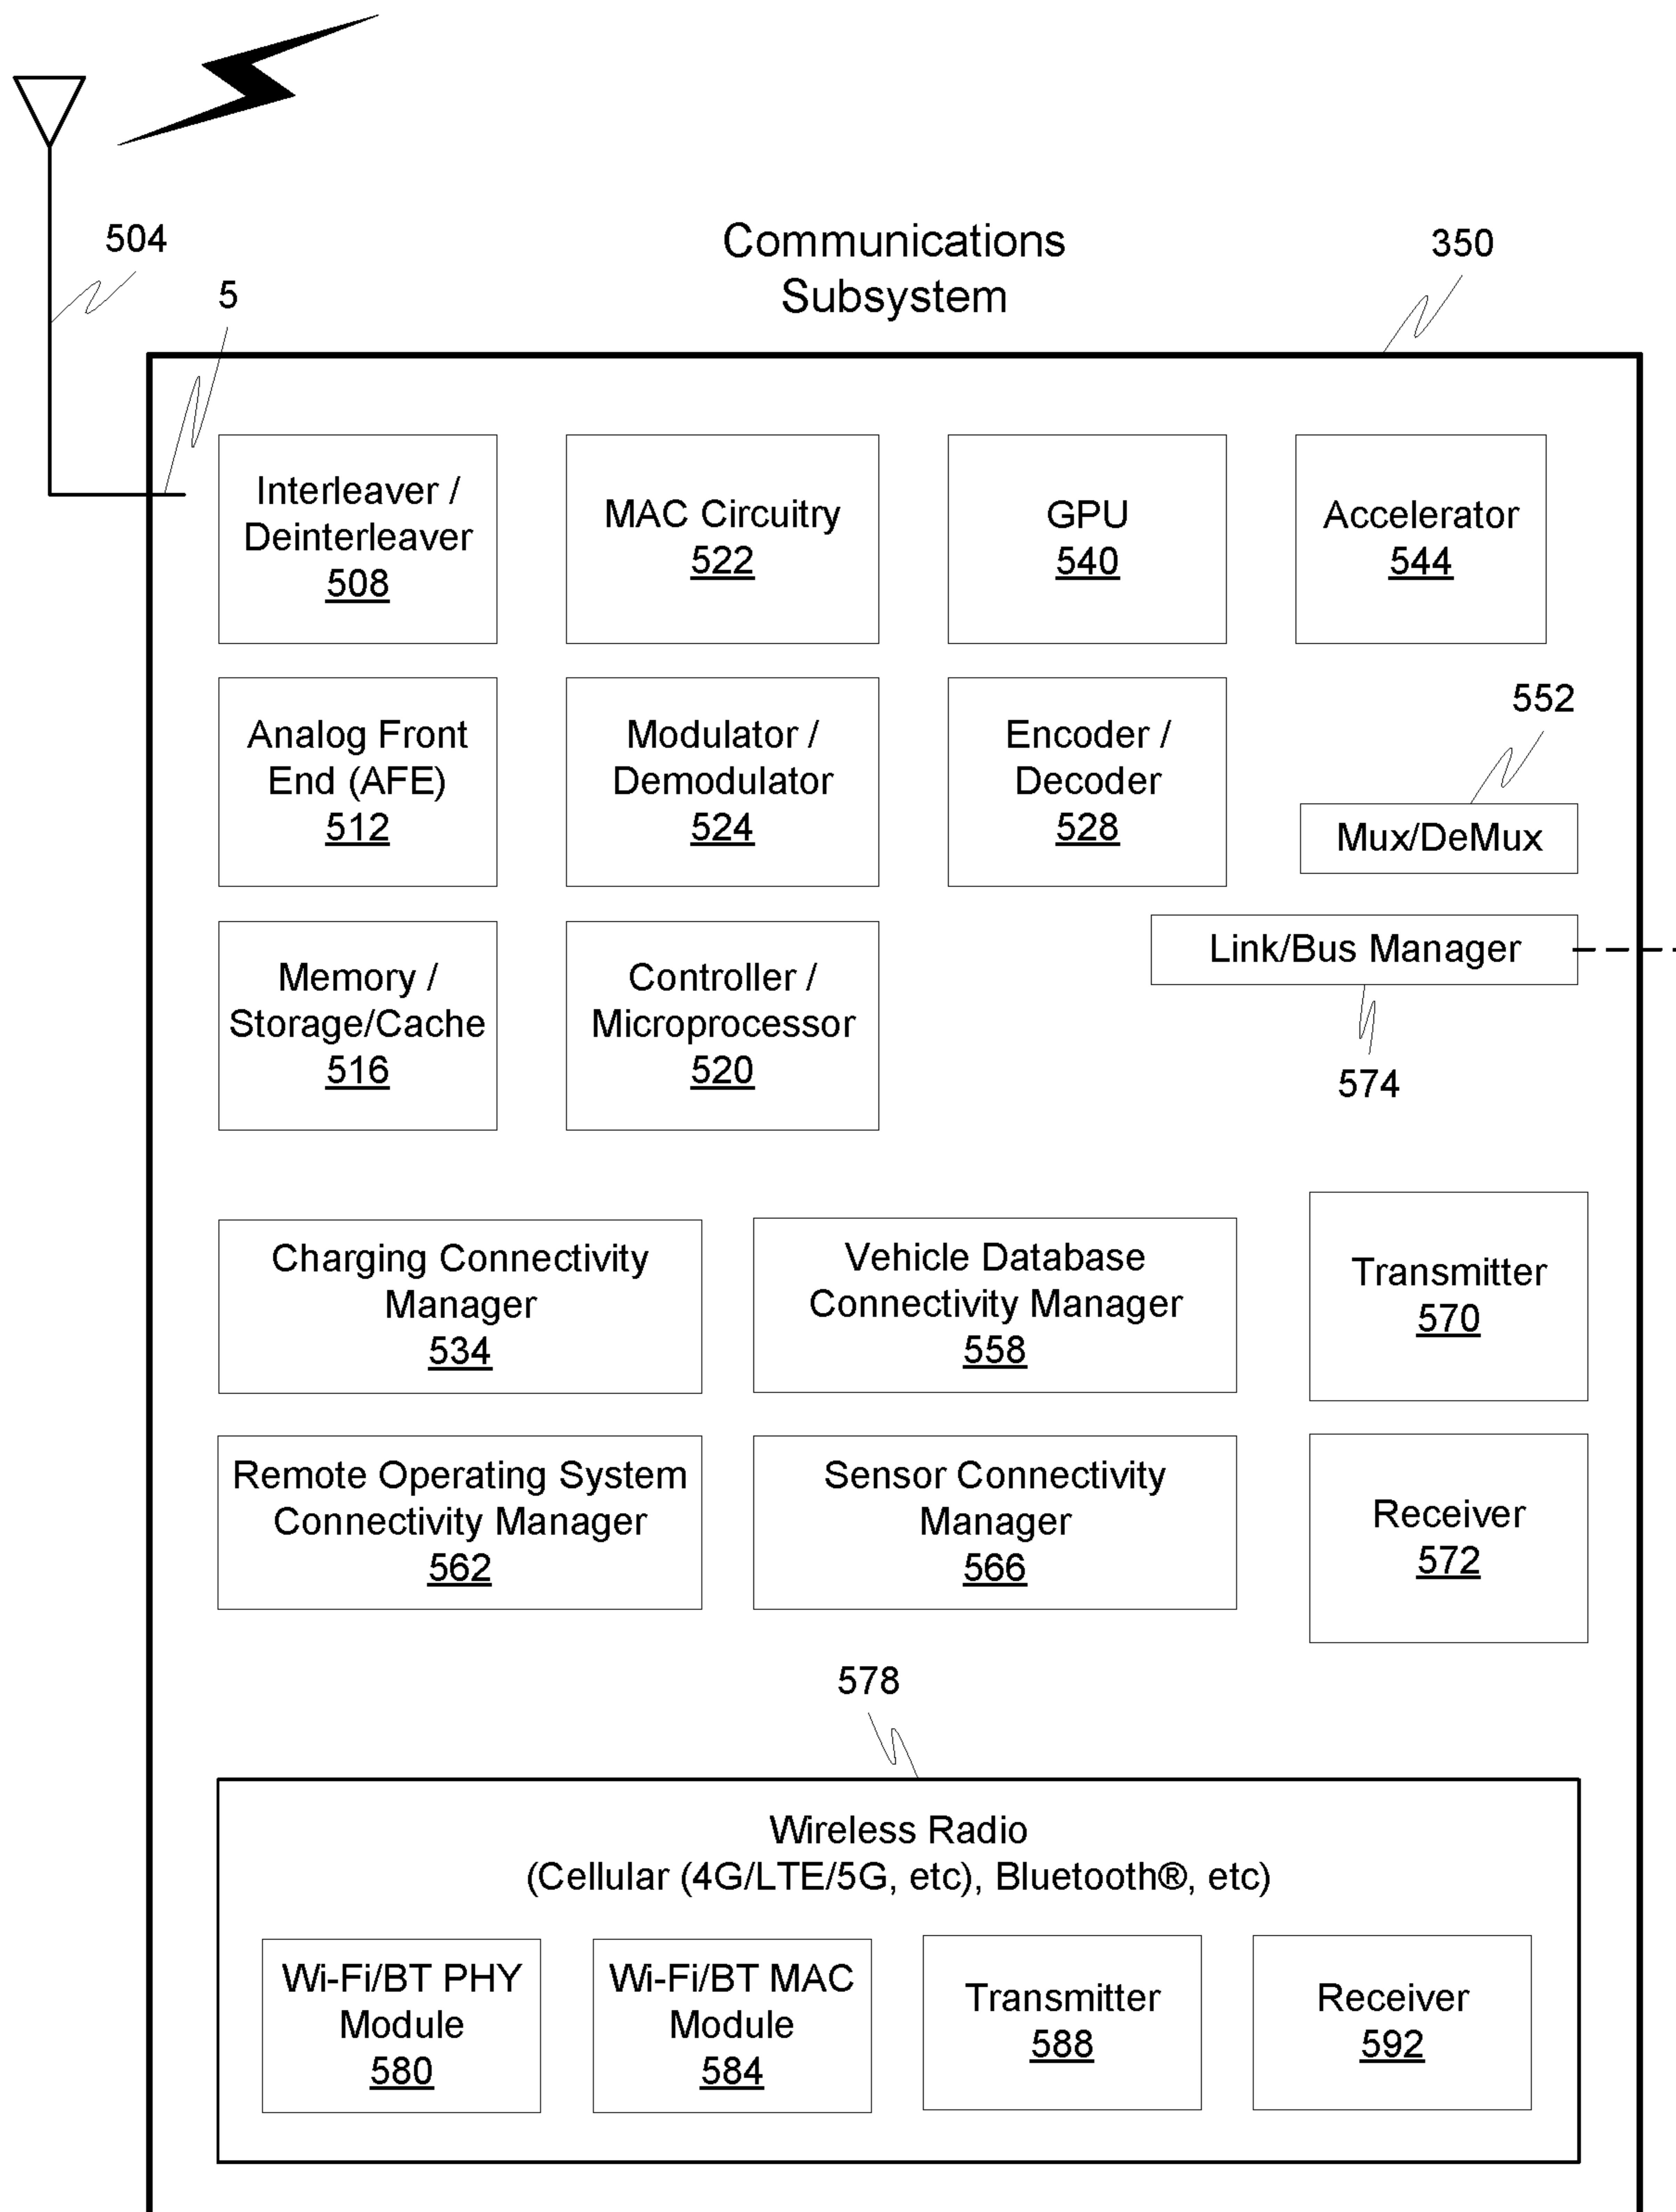 504
5
Communications
Subsystem
350
Interleaver /
Deinterleaver
508
MAC Circuitry
522
GPU
540
Accelerator
544
Analog Front
End (AFE)
512
Modulator /
Demodulator
524
Encoder /
Decoder
528
552
Mux/DeMux
Memory /
Storage/Cache
516
Controller /
Microprocessor
520
Link/Bus Manager
574
Charging Connectivity
Manager
534
Vehicle Database
Connectivity Manager
558
Transmitter
570
Remote Operating System
Connectivity Manager
562
Sensor Connectivity
Manager
566
Receiver
572
578
Wireless Radio
(Cellular (4G/LTE/5G, etc), Bluetooth®, etc)
Wi-Fi/BT PHY
Module
580
Wi-Fi/BT MAC
Module
584
Transmitter
588
Receiver
592